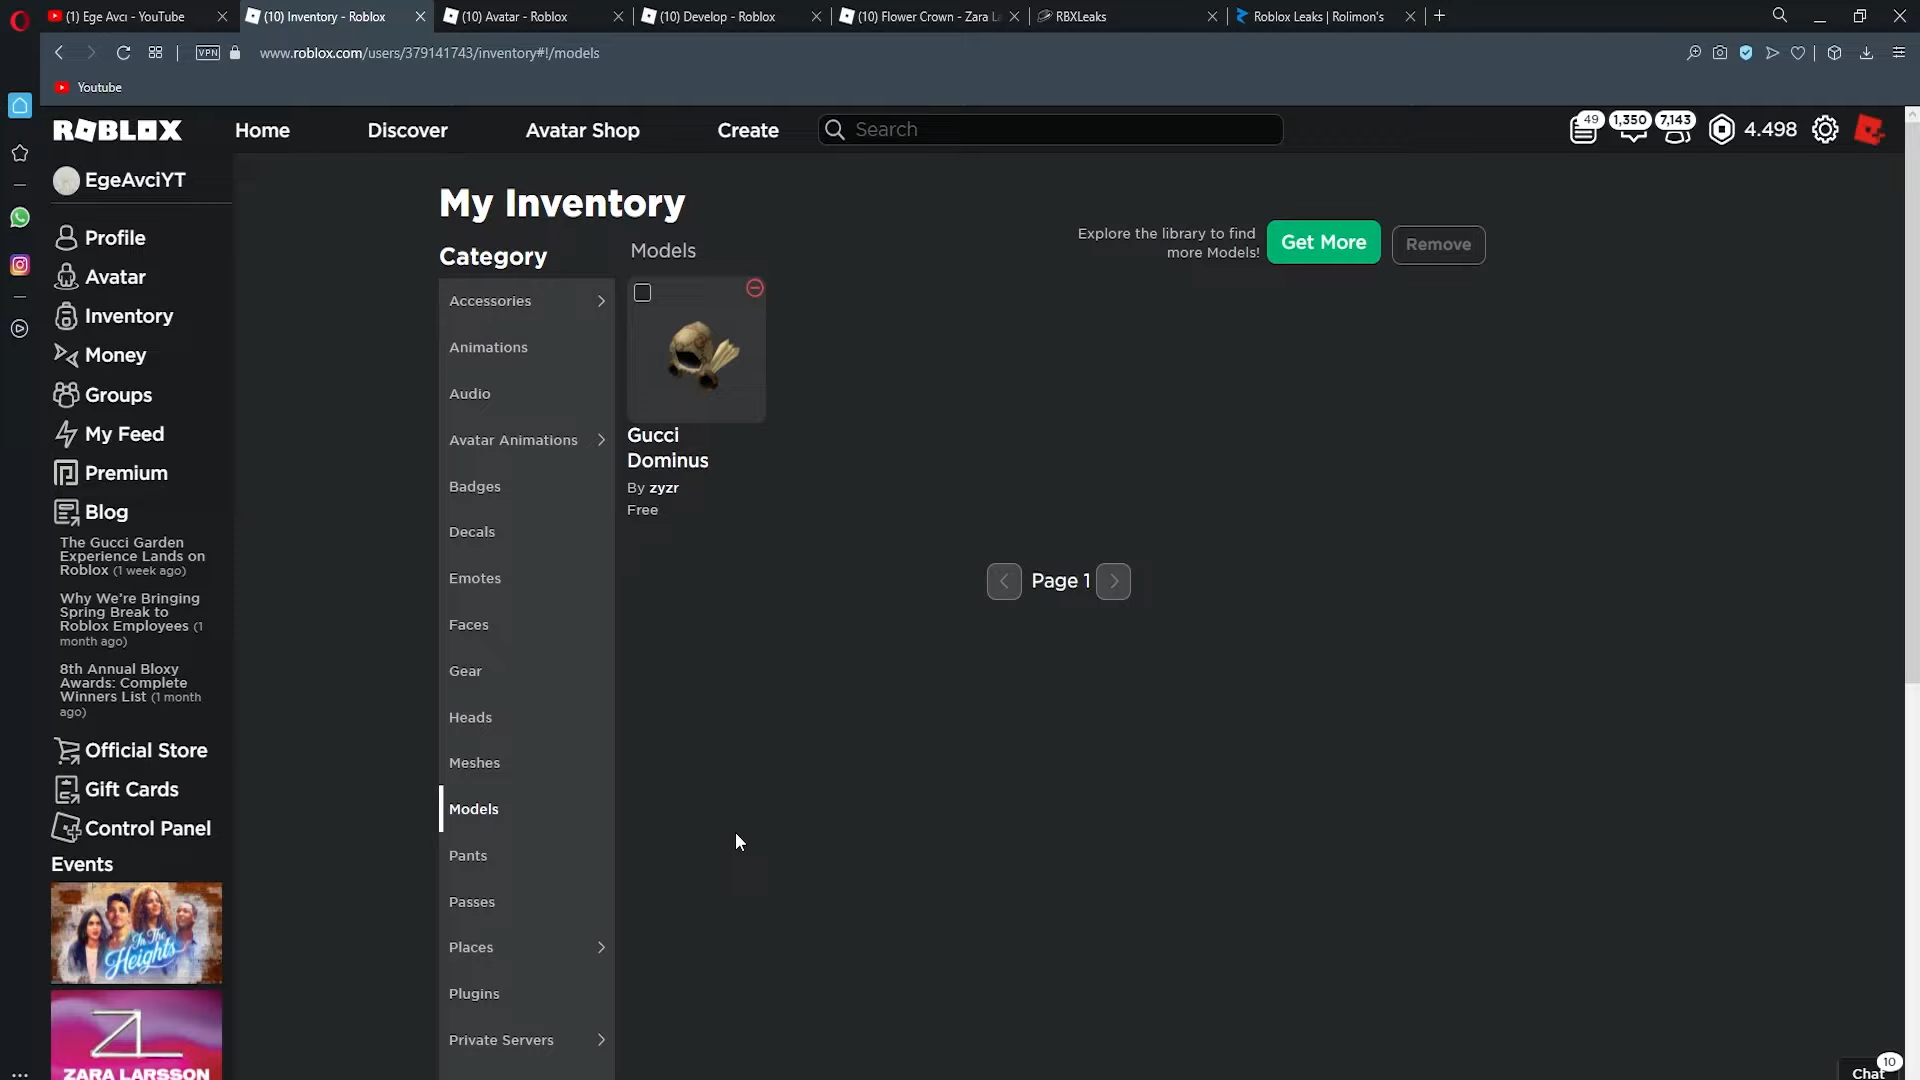 (1) Ege Avcı - YouTube
(10) Inventory - Roblox
(10) Avatar - Roblox
(10) Develop - Roblox
(10) Flower Crown - Zara L
RBXLeaks
Roblox Leaks | Rolimon's
VPN
www.roblox.com/users/379141743/inventory#!/models
Youtube
ROBLOX
Home
Discover
Avatar Shop
Create
Search
49
1,350
7,143
4.498
EgeAvciYT
Profile
Avatar
Inventory
Money
Groups
My Feed
Premium
Blog
The Gucci Garden
Experience Lands on
Roblox (1 week ago)
Why We're Bringing
Spring Break to
Roblox Employees (1
month ago)
8th Annual Bloxy
Awards: Complete
Winners List (1 month
ago)
Official Store
Gift Cards
Control Panel
Events
In The
Heights
ZL
ZARA LARSSON
My Inventory
Category
Accessories
Animations
Audio
Avatar Animations
Badges
Decals
Emotes
Faces
Gear
Heads
Meshes
Models
Pants
Passes
Places
Plugins
Private Servers
Models
Explore the library to find
more Models!
Get More
Remove
Gucci
Dominus
By zyzr
Free
Page 1
Chat
10